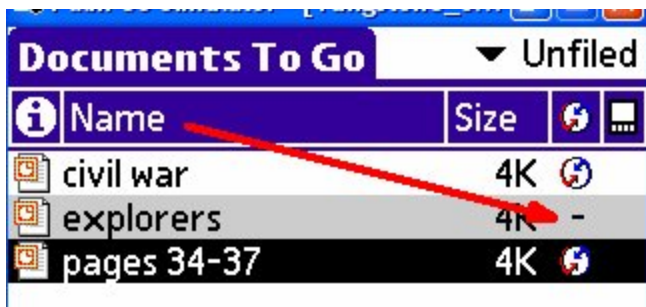 Documents To Go ▼ Unfiled
Name Size
civil war 4K
explorers 4K -
pages 34-37 4K